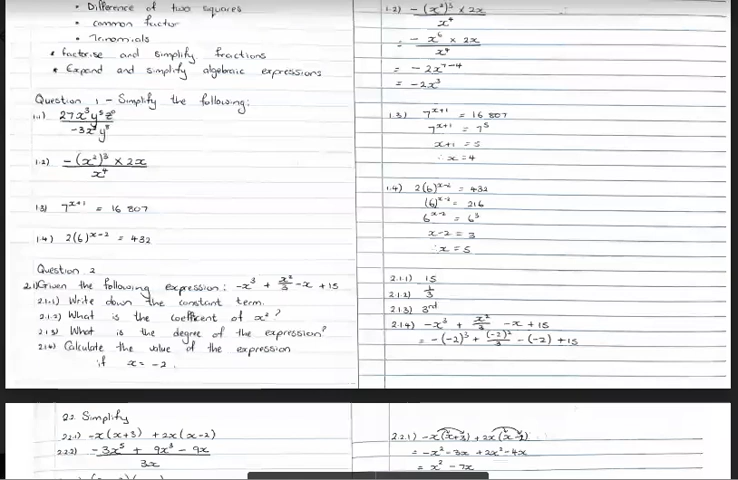 • Difference of two squares
• common factor
• Trinomials
• Factorise and simplify fractions
• Expand and simplify algebraic expressions
Question 1 - Simplify the following:
1.1) 27x³y⁵z⁰
-3x³y⁵
1.2) -(x²)³ × 2x
x⁴
1.3) 7ˣ⁺¹ = 16 807
1.4) 2(6)ˣ⁻² = 432
Question 2
2.1) Given the following expression: -x³ + x²/3 - x + 15
2.1.1) Write down the constant term.
2.1.2) What is the coefficent of x²?
2.1.3) What is the degree of the expression?
2.1.4) Calculate the value of the expression
if x = -2.
1.2) -(x²)³ × 2x
x⁴
= -x⁶ × 2x
x⁴
= -2x⁷⁻⁴
= -2x³
1.3) 7ˣ⁺¹ = 16 807
7ˣ⁺¹ = 7⁵
x+1 = 5
∴ x = 4
1.4) 2(6)ˣ⁻² = 432
(6)ˣ⁻² = 216
6ˣ⁻² = 6³
x-2 = 3
∴ x = 5
2.1.1) 15
2.1.2) 1/3
2.1.3) 3rd
2.1.4) -x³ + x²/3 - x + 15
= -(-2)³ + (-2)²/3 - (-2) + 15
2.2 Simplify
2.2.1) -x(x+3) + 2x(x-2)
2.2.2) -3x⁵ + 9x³ - 9x
3x
2.2.1) -x(x+3) + 2x(x-2)
= -x² - 3x + 2x² - 4x
= x² - 7x